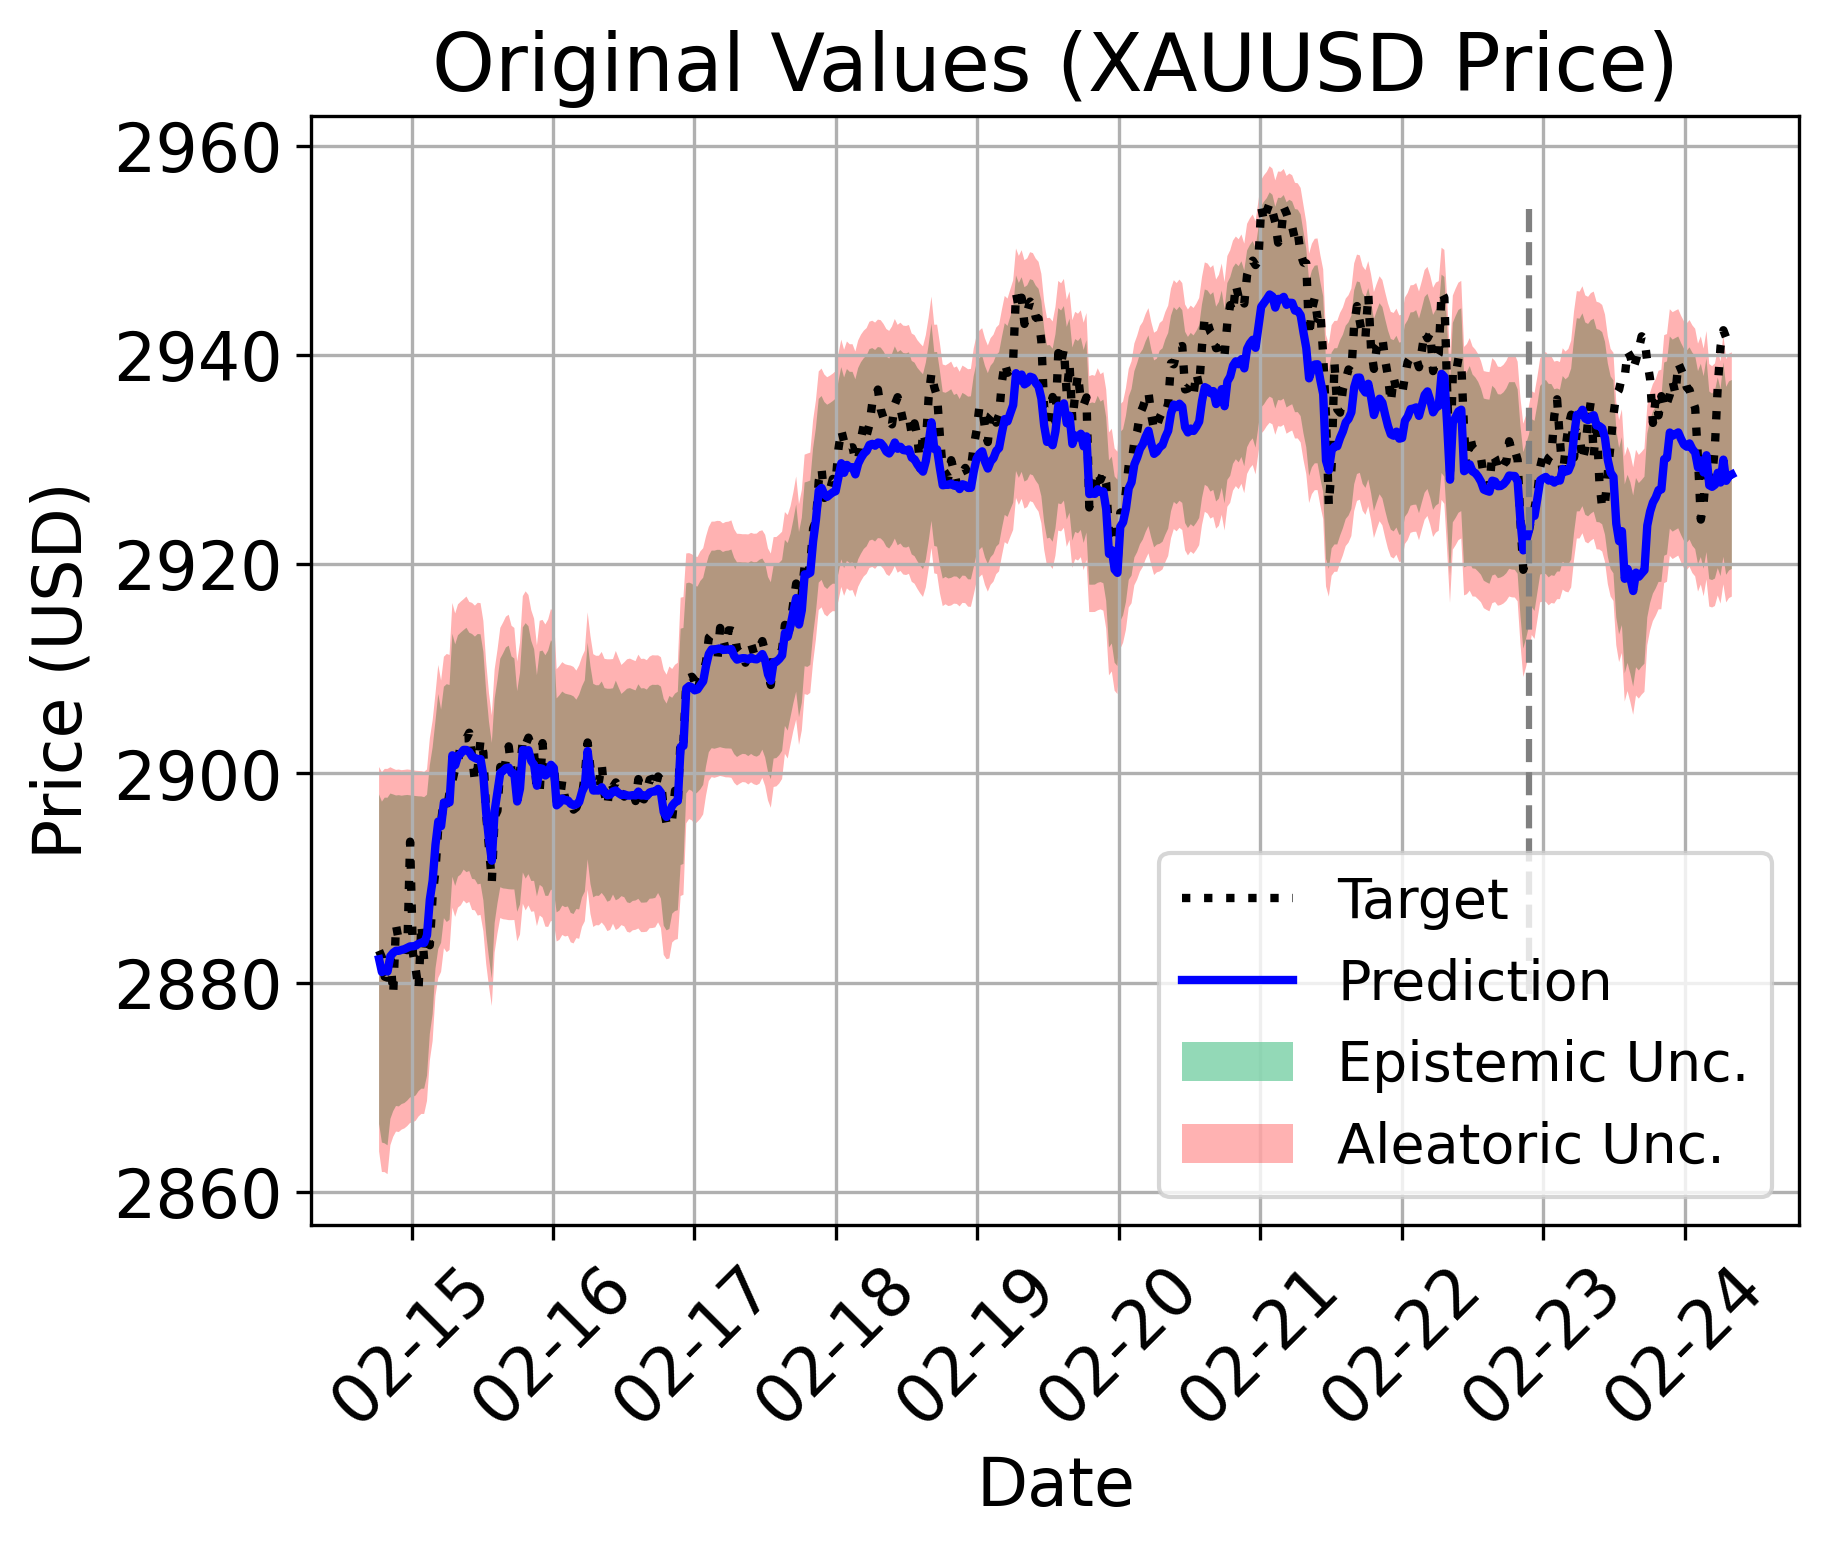 Original Values (XAUUSD Price)
2960
2940
2920
2900
2880
2860
Price (USD)
Target
Prediction
Epistemic Unc.
Aleatoric Unc.
02-15
02-16
02-17
02-18
02-19
02-20
02-21
02-22
02-23
02-24
Date